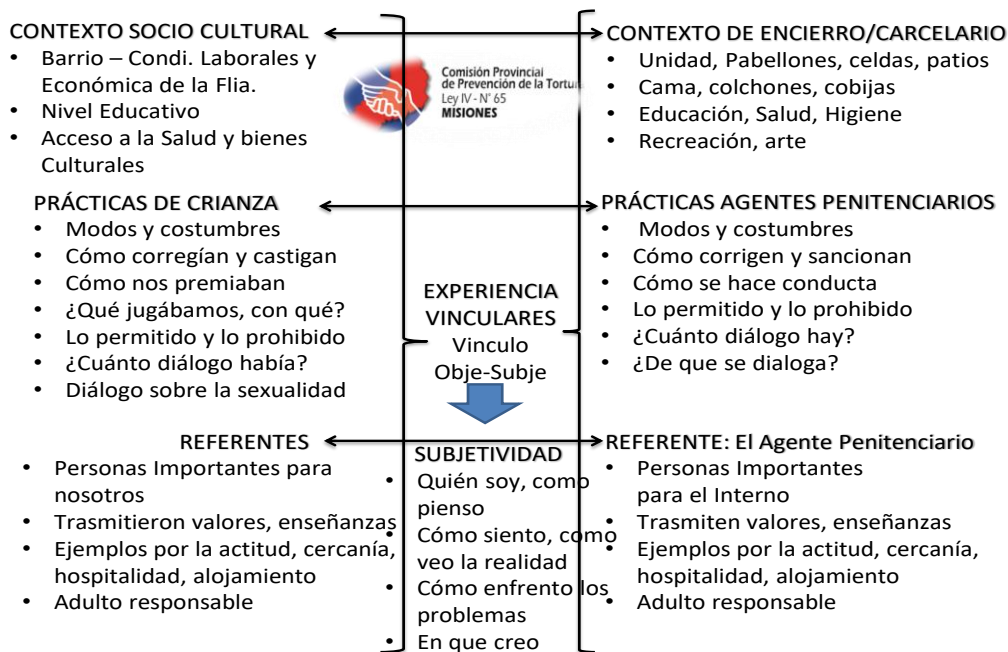 CONTEXTO SOCIO CULTURAL
• Barrio – Condi. Laborales y
Económica de la Flia.
• Nivel Educativo
• Acceso a la Salud y bienes
Culturales
Comisión Provincial
de Prevención de la Tortura
Ley IV - N° 65
MISIONES
CONTEXTO DE ENCIERRO/CARCELARIO
• Unidad, Pabellones, celdas, patios
• Cama, colchones, cobijas
• Educación, Salud, Higiene
• Recreación, arte
PRÁCTICAS DE CRIANZA
• Modos y costumbres
• Cómo corregían y castigan
• Cómo nos premiaban
• ¿Qué jugábamos, con qué?
• Lo permitido y lo prohibido
• ¿Cuánto diálogo había?
• Diálogo sobre la sexualidad
EXPERIENCIA
VINCULARES
Vinculo
Obje-Subje
PRÁCTICAS AGENTES PENITENCIARIOS
• Modos y costumbres
• Cómo corrigen y sancionan
• Cómo se hace conducta
• Lo permitido y lo prohibido
• ¿Cuánto diálogo hay?
• ¿De que se dialoga?
REFERENTES
• Personas Importantes para
nosotros
• Trasmitieron valores, enseñanzas
• Ejemplos por la actitud, cercanía,
hospitalidad, alojamiento
• Adulto responsable
SUBJETIVIDAD
• Quién soy, como
pienso
• Cómo siento, como
veo la realidad
• Cómo enfrento los
problemas
• En que creo
REFERENTE: El Agente Penitenciario
• Personas Importantes
para el Interno
• Trasmiten valores, enseñanzas
• Ejemplos por la actitud, cercanía,
hospitalidad, alojamiento
• Adulto responsable